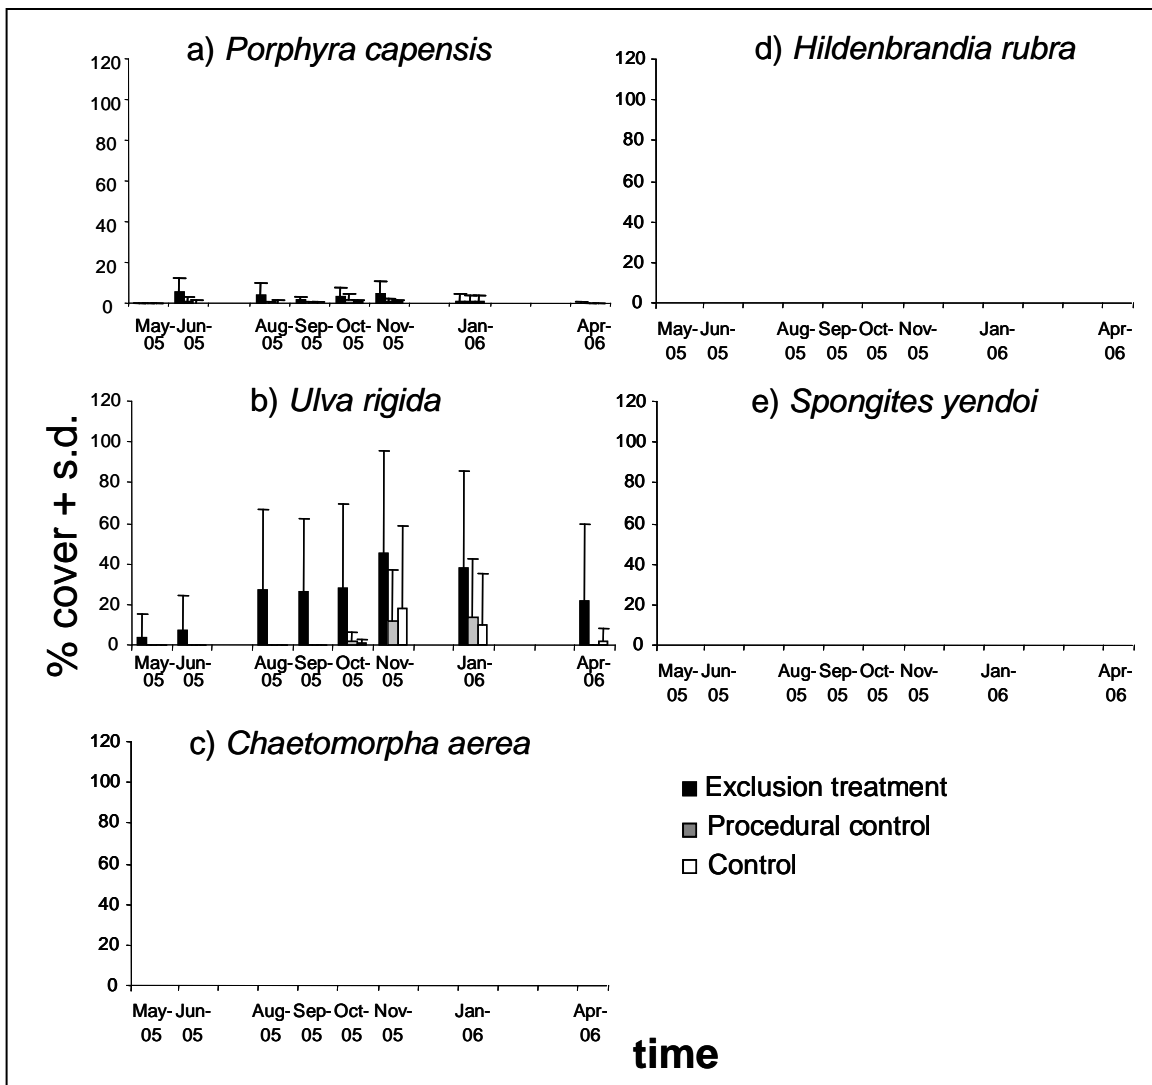 a) Porphyra capensis
120
100
80
60
40
20
0
May-05 Jun-05 Aug-05 Sep-05 Oct-05 Nov-05 Jan-06 Apr-06
b) Ulva rigida
120
100
80
60
40
20
0
May-05 Jun-05 Aug-05 Sep-05 Oct-05 Nov-05 Jan-06 Apr-06
c) Chaetomorpha aerea
120
100
80
60
40
20
0
May-05 Jun-05 Aug-05 Sep-05 Oct-05 Nov-05 Jan-06 Apr-06
d) Hildenbrandia rubra
120
100
80
60
40
20
0
May-05 Jun-05 Aug-05 Sep-05 Oct-05 Nov-05 Jan-06 Apr-06
e) Spongites yendoi
120
100
80
60
40
20
0
May-05 Jun-05 Aug-05 Sep-05 Oct-05 Nov-05 Jan-06 Apr-06
% cover + s.d.
Exclusion treatment
Procedural control
Control
time